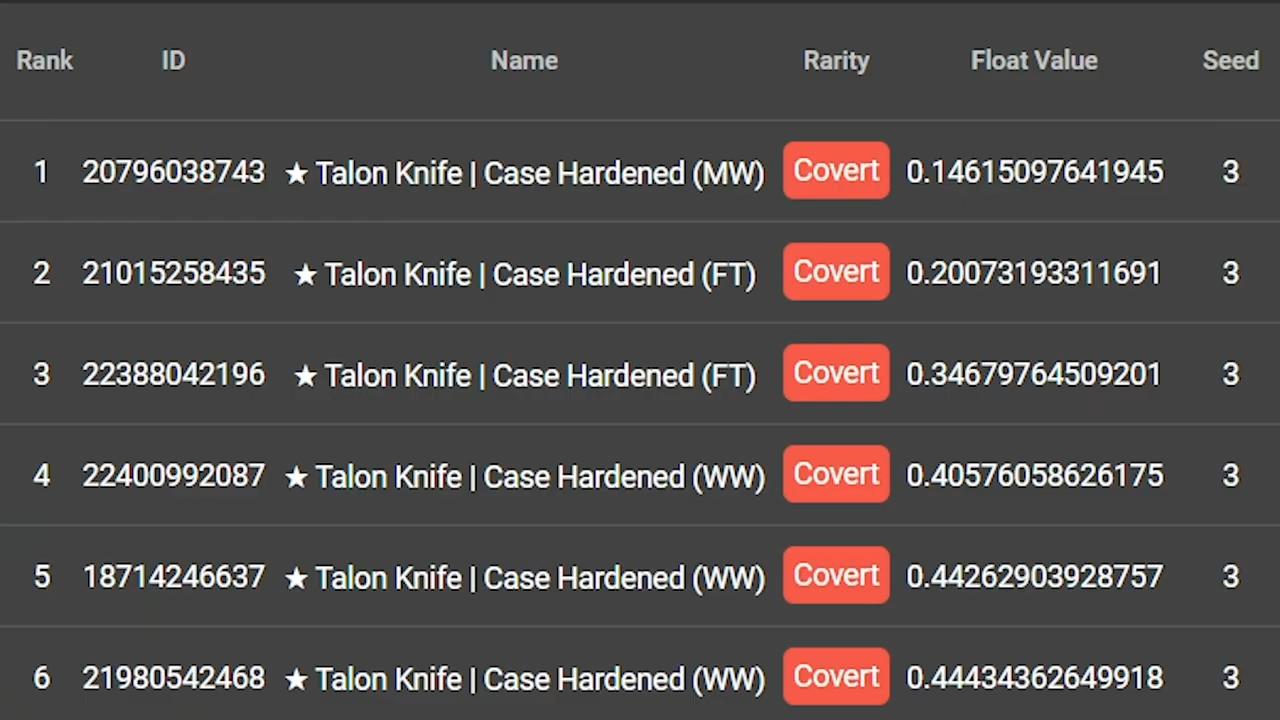 Rank ID Name Rarity Float Value Seed
1 20796038743 ★ Talon Knife | Case Hardened (MW) Covert 0.14615097641945 3
2 21015258435 ★ Talon Knife | Case Hardened (FT) Covert 0.20073193311691 3
3 22388042196 ★ Talon Knife | Case Hardened (FT) Covert 0.34679764509201 3
4 22400992087 ★ Talon Knife | Case Hardened (WW) Covert 0.40576058626175 3
5 18714246637 ★ Talon Knife | Case Hardened (WW) Covert 0.44262903928757 3
6 21980542468 ★ Talon Knife | Case Hardened (WW) Covert 0.44434362649918 3